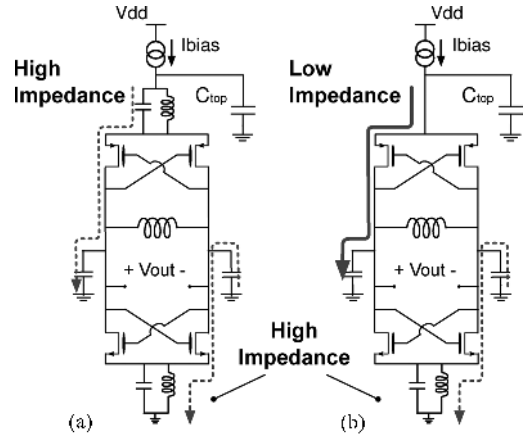 Vdd
Ibias
High
Impedance
Ctop
+ Vout -
(a)
Vdd
Ibias
Low
Impedance
Ctop
+ Vout -
High
Impedance
(b)